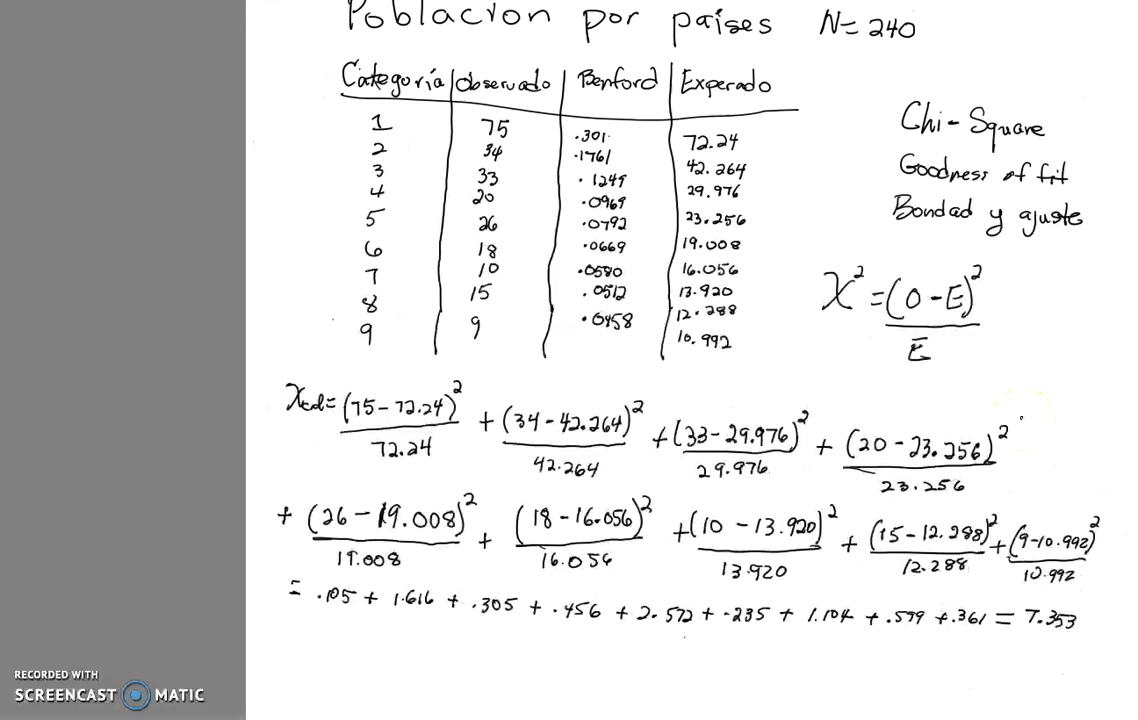 Poblacion por países N= 240
Categoría Observado Benford Experado
1 75 .301 72.24
2 34 .1761 42.264
3 33 .1249 29.976
4 20 .0969 23.256
5 26 .0792 19.008
6 18 .0669 16.056
7 10 .0580 13.920
8 15 .0512 12.288
9 9 .0458 10.992
Chi-Square
Goodness of fit
Bondad y ajuste
X² = (O-E)²/E
Xcal= (75-72.24)²/72.24 + (34-42.264)²/42.264 + (33-29.976)²/29.976 + (20-23.256)²/23.256
+ (26-19.008)²/19.008 + (18-16.056)²/16.056 + (10-13.920)²/13.920 + (15-12.288)²/12.288 + (9-10.992)²/10.992
= .105 + 1.616 + .305 + .456 + 2.572 + .235 + 1.104 + .599 + .361 = 7.353
RECORDED WITH
SCREENCAST MATIC